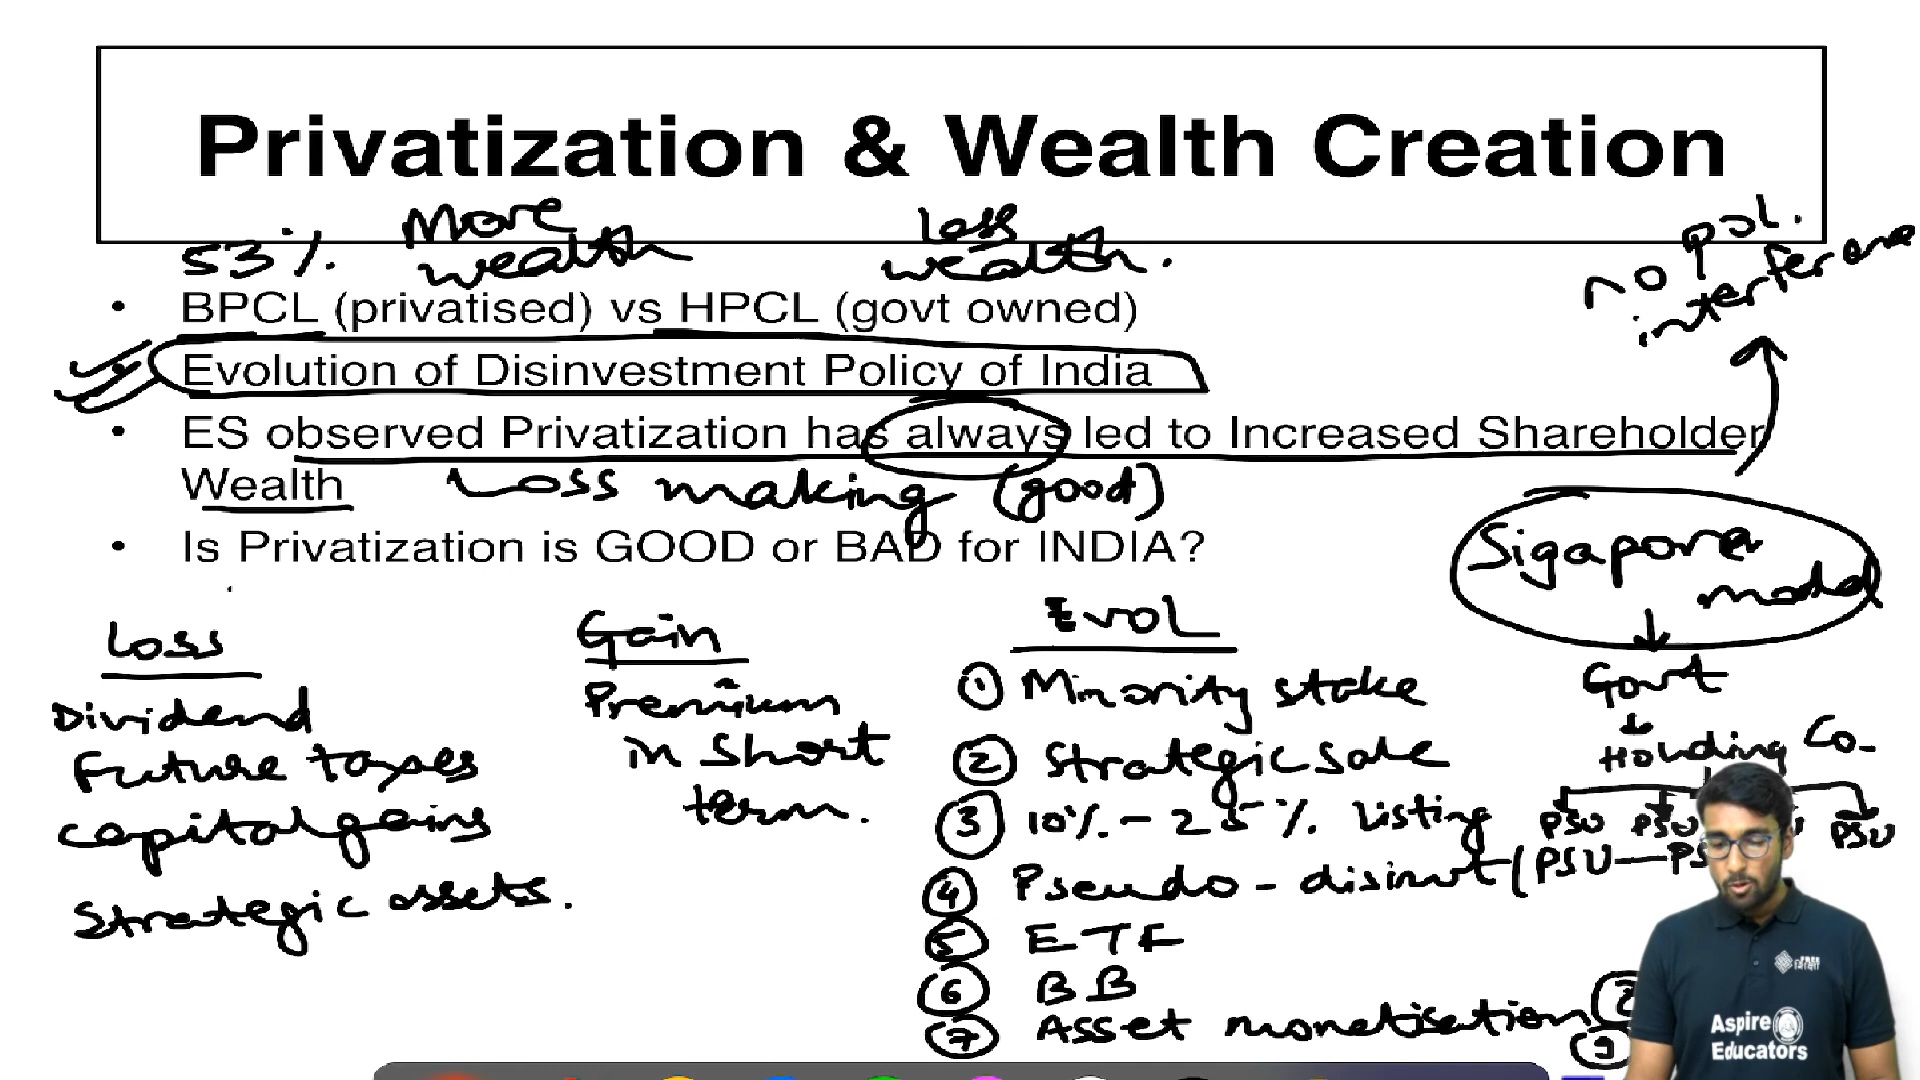 Privatization & Wealth Creation
53%. More wealth
less wealth.
no pol. interference
• BPCL (privatised) vs HPCL (govt owned)
• Evolution of Disinvestment Policy of India
• ES observed Privatization has always led to Increased Shareholder
Wealth
Loss making (good)
• Is Privatization is GOOD or BAD for INDIA?
Sigapore
model
Govt
Holding Co-
PSU PSU PSU
Loss
Dividend
Future taxes
capital gains
Strategic assets.
Gain
Premium
in short
term.
Evol
① Minority stake
② Strategic sale
③ 10%-25% Listing
④ Pseudo-disinvt (PSU—PS
⑤ ETF
⑥ BB
⑦ Asset monetisation
9
Aspire
Educators